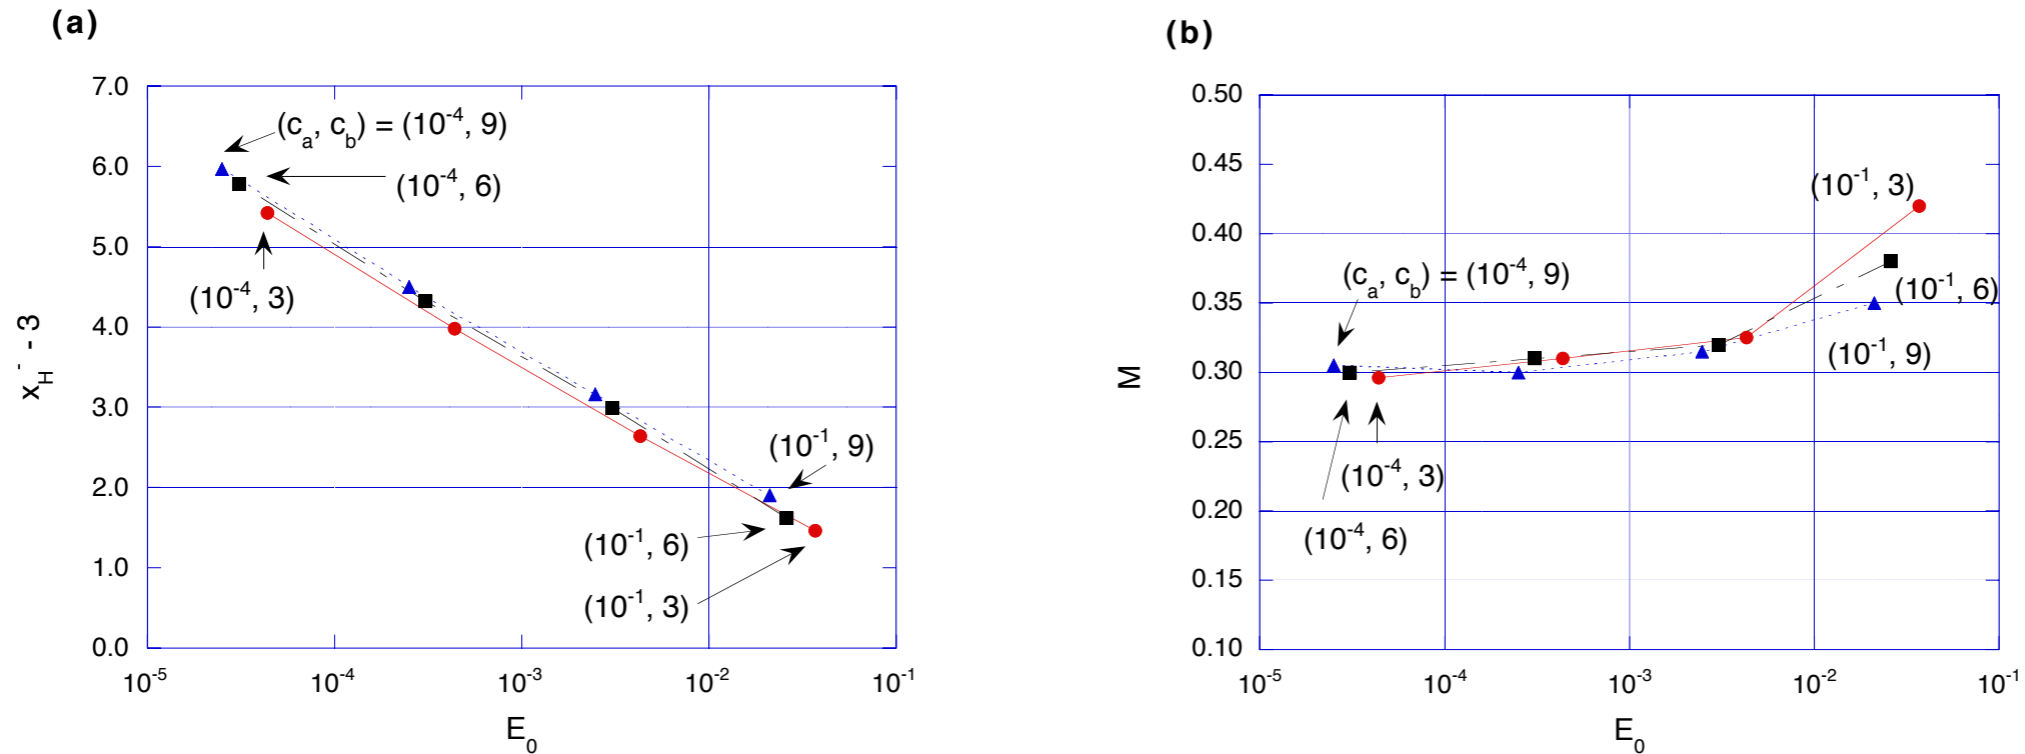 (a)
7.0
6.0
5.0
4.0
3.0
2.0
1.0
0.0
x_H^- - 3
(c_a, c_b) = (10^-4, 9)
(10^-4, 6)
(10^-4, 3)
(10^-1, 9)
(10^-1, 6)
(10^-1, 3)
10^-5 10^-4 10^-3 10^-2 10^-1
E_0
(b)
0.50
0.45
0.40
0.35
0.30
0.25
0.20
0.15
0.10
M
(10^-1, 3)
(c_a, c_b) = (10^-4, 9)
(10^-1, 6)
(10^-1, 9)
(10^-4, 3)
(10^-4, 6)
10^-5 10^-4 10^-3 10^-2 10^-1
E_0